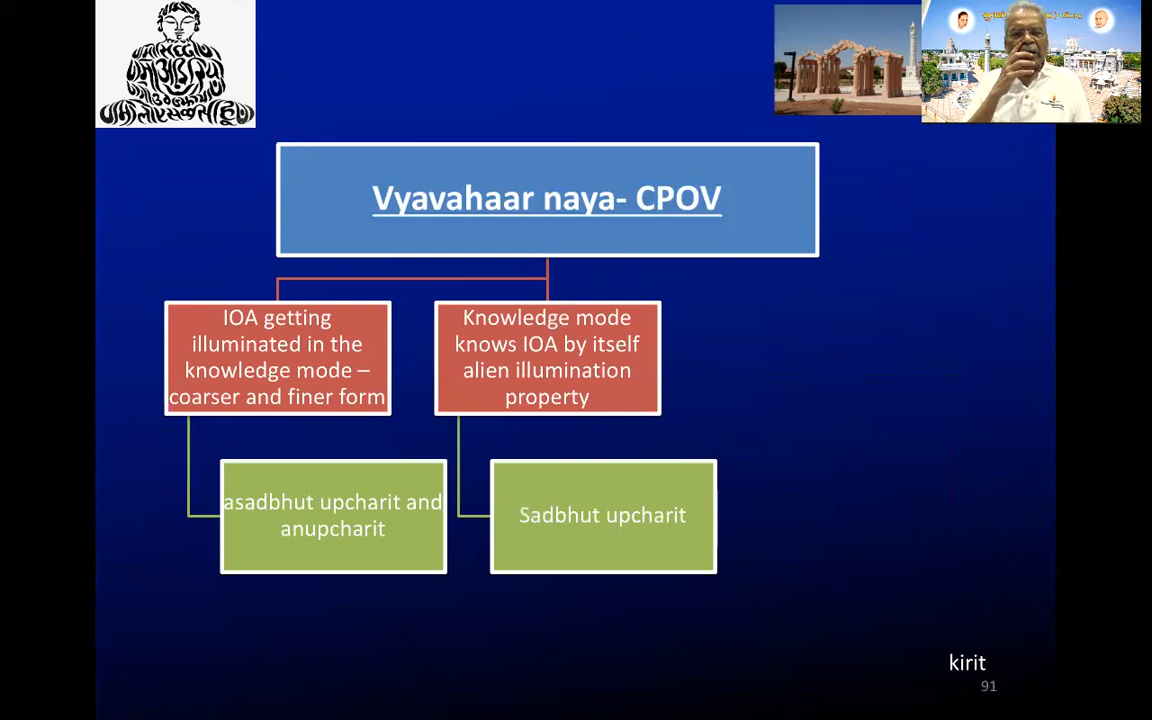 Vyavahaar naya- CPOV
IOA getting
illuminated in the
knowledge mode –
coarser and finer form
Knowledge mode
knows IOA by itself
alien illumination
property
asadbhut upcharit and
anupcharit
Sadbhut upcharit
kirit
91